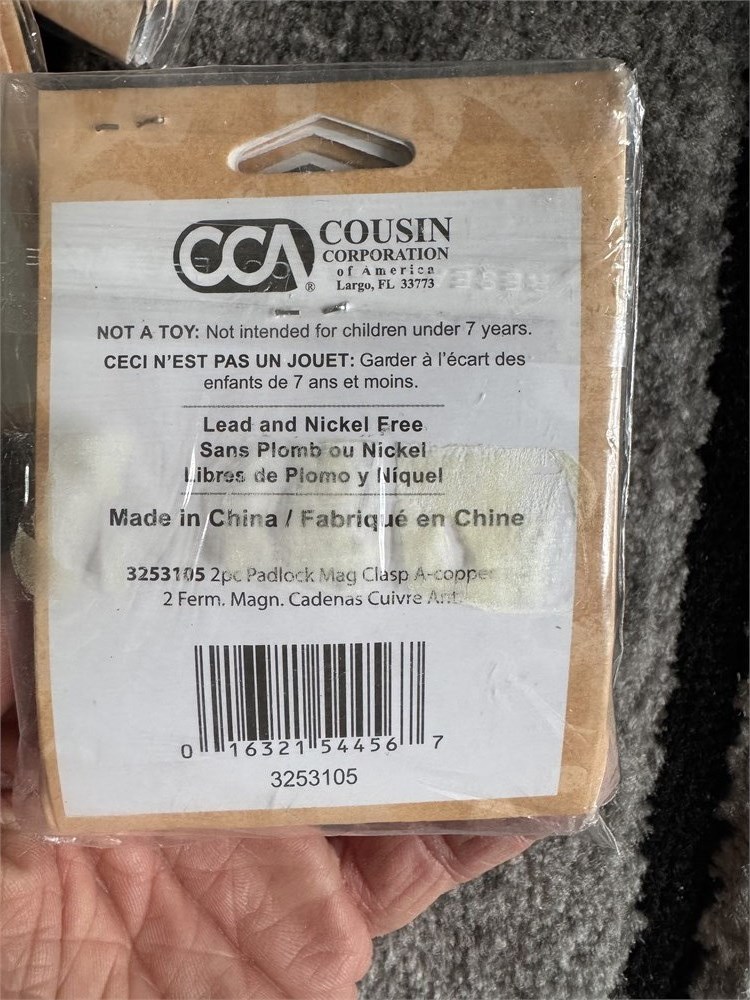 CCA ®
COUSIN
CORPORATION
of America
Largo, FL 33773
NOT A TOY: Not intended for children under 7 years.
CECI N'EST PAS UN JOUET: Garder à l'écart des
enfants de 7 ans et moins.
Lead and Nickel Free
Sans Plomb ou Nickel
Libres de Plomo y Níquel
Made in China / Fabriqué en Chine
3253105 2pc Padlock Mag Clasp A-copper
2 Ferm. Magn. Cadenas Cuivre Ant.
0 16321 54456 7
3253105